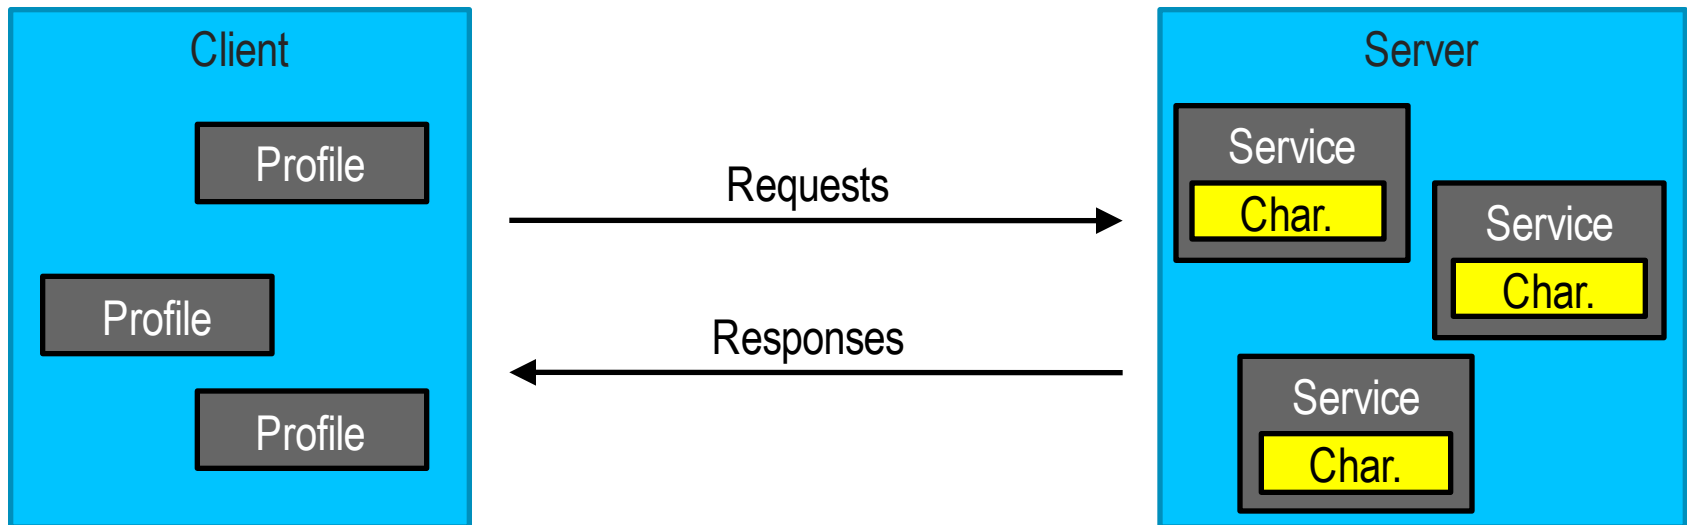 Client
Profile
Profile
Profile
Requests
Responses
Server
Service
Char.
Service
Char.
Service
Char.